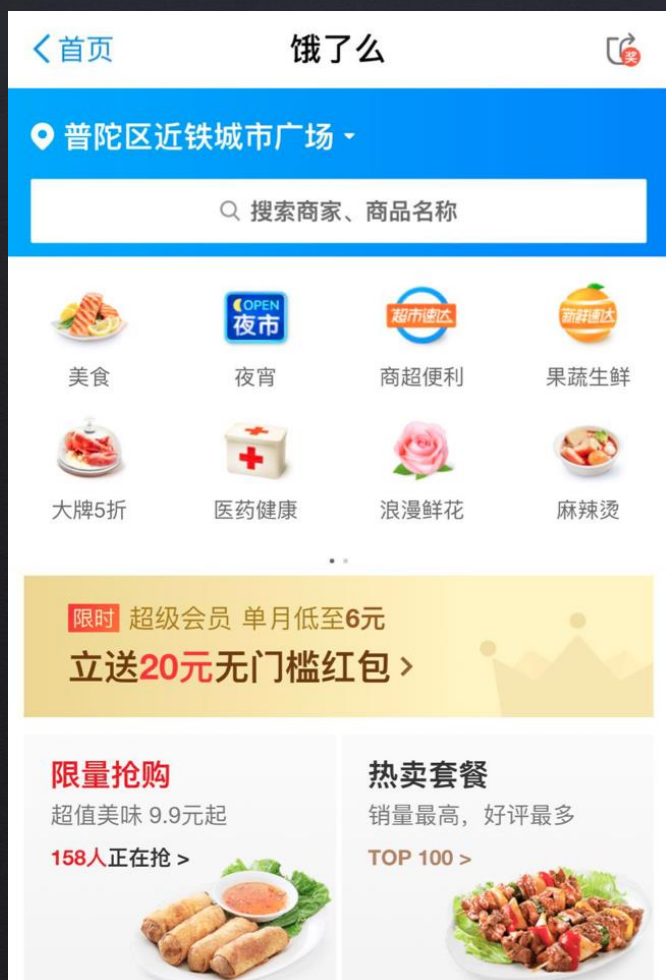 首页
饿了么
奖
普陀区近铁城市广场
搜索商家、商品名称
OPEN
夜市
超市速达
新鲜速达
美食
夜宵
商超便利
果蔬生鲜
大牌5折
医药健康
浪漫鲜花
麻辣烫
限时 超级会员 单月低至6元
立送20元无门槛红包 >
限量抢购
超值美味 9.9元起
158人正在抢 >
热卖套餐
销量最高，好评最多
TOP 100 >